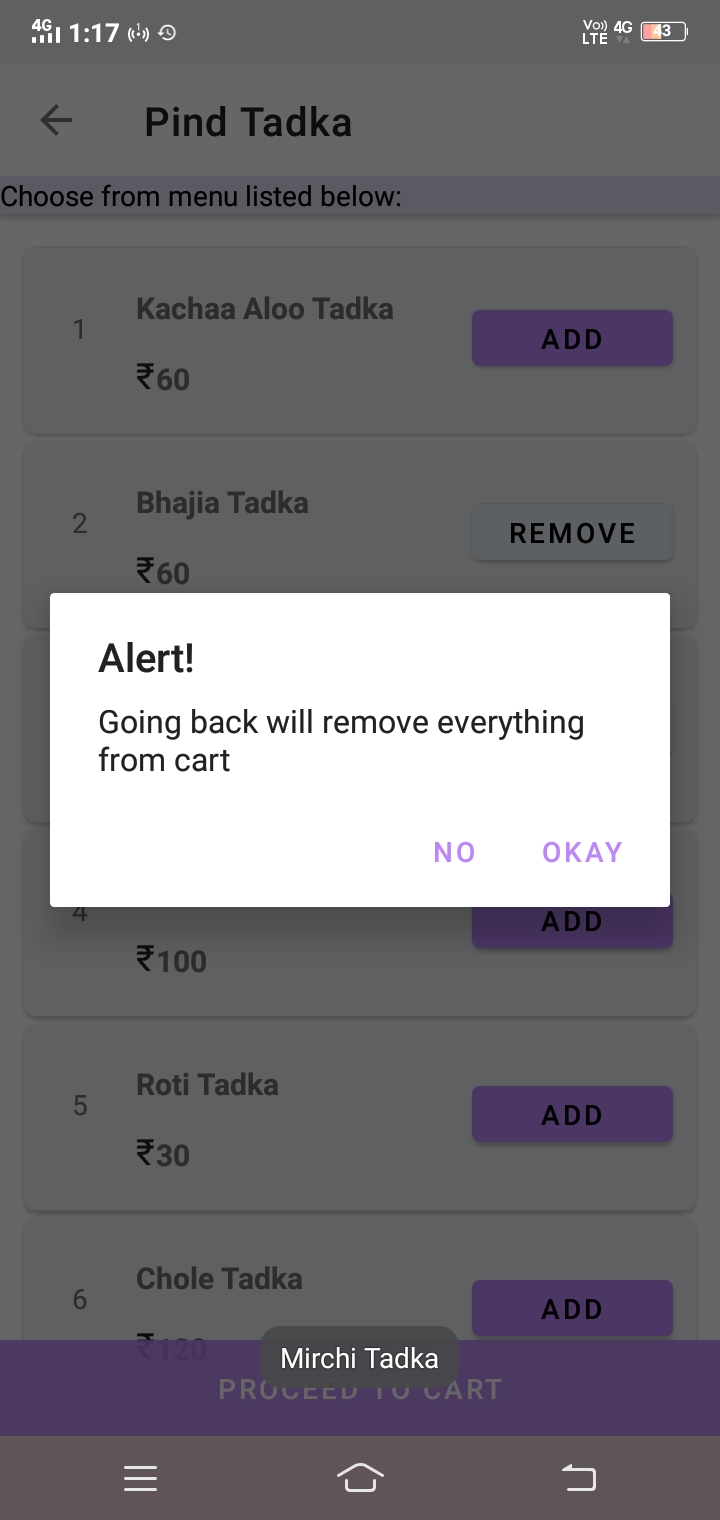 4G 1:17 Vo)) LTE 4G 43
Pind Tadka
Choose from menu listed below:
1 Kachaa Aloo Tadka ADD
₹60
2 Bhajia Tadka REMOVE
₹60
Alert!
Going back will remove everything
from cart
NO OKAY
4 ADD
₹100
5 Roti Tadka ADD
₹30
6 Chole Tadka ADD
₹120
Mirchi Tadka
PROCEED TO CART